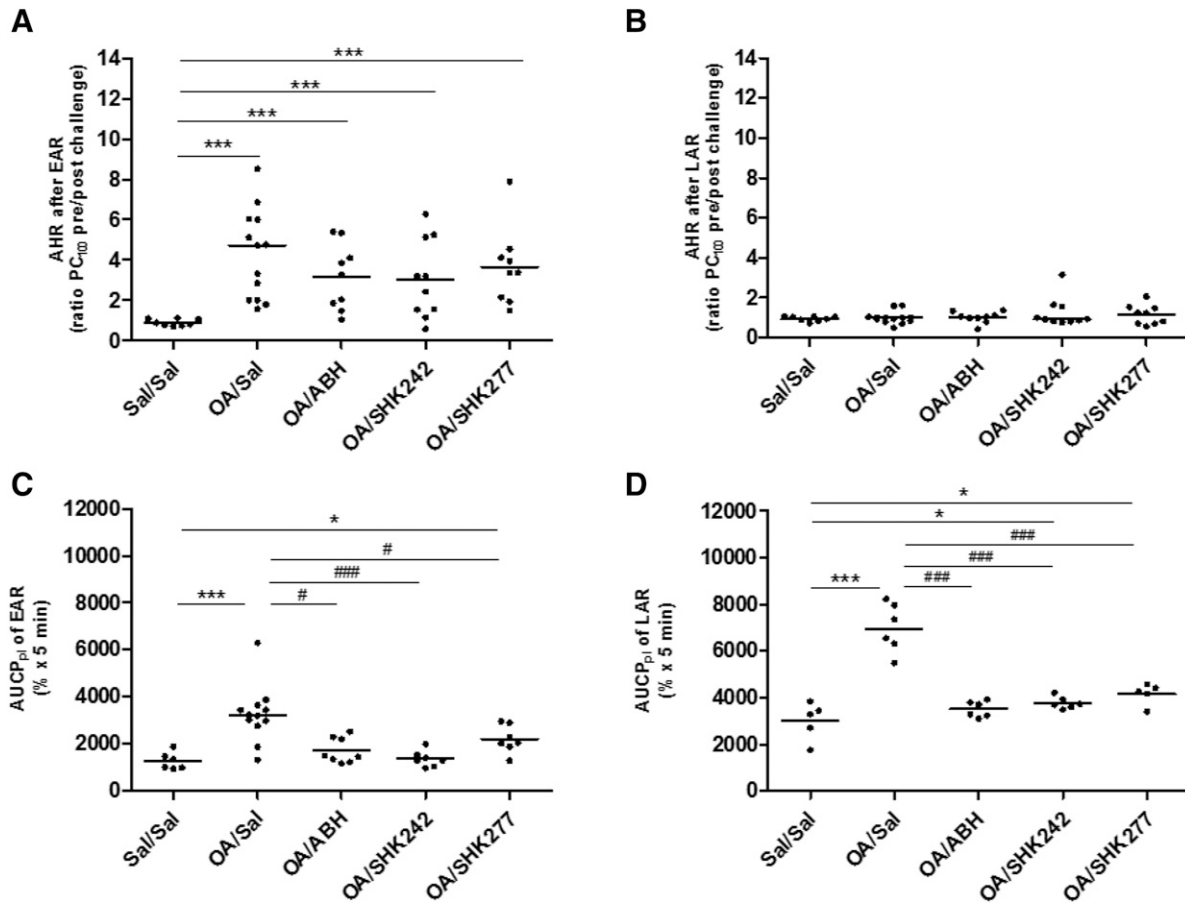 A
AHR after EAR
(ratio PC100 pre/post challenge)
14
12
10
8
6
4
2
0
***
***
***
***
Sal/Sal
OA/Sal
OA/ABH
OA/SHK242
OA/SHK277
B
AHR after LAR
(ratio PC100 pre/post challenge)
14
12
10
8
6
4
2
0
Sal/Sal
OA/Sal
OA/ABH
OA/SHK242
OA/SHK277
C
AUCPpl of EAR
(% x 5 min)
12000
10000
8000
6000
4000
2000
0
*
#
###
***
#
Sal/Sal
OA/Sal
OA/ABH
OA/SHK242
OA/SHK277
D
AUCPpl of LAR
(% x 5 min)
12000
10000
8000
6000
4000
2000
0
*
*
###
###
***
###
Sal/Sal
OA/Sal
OA/ABH
OA/SHK242
OA/SHK277